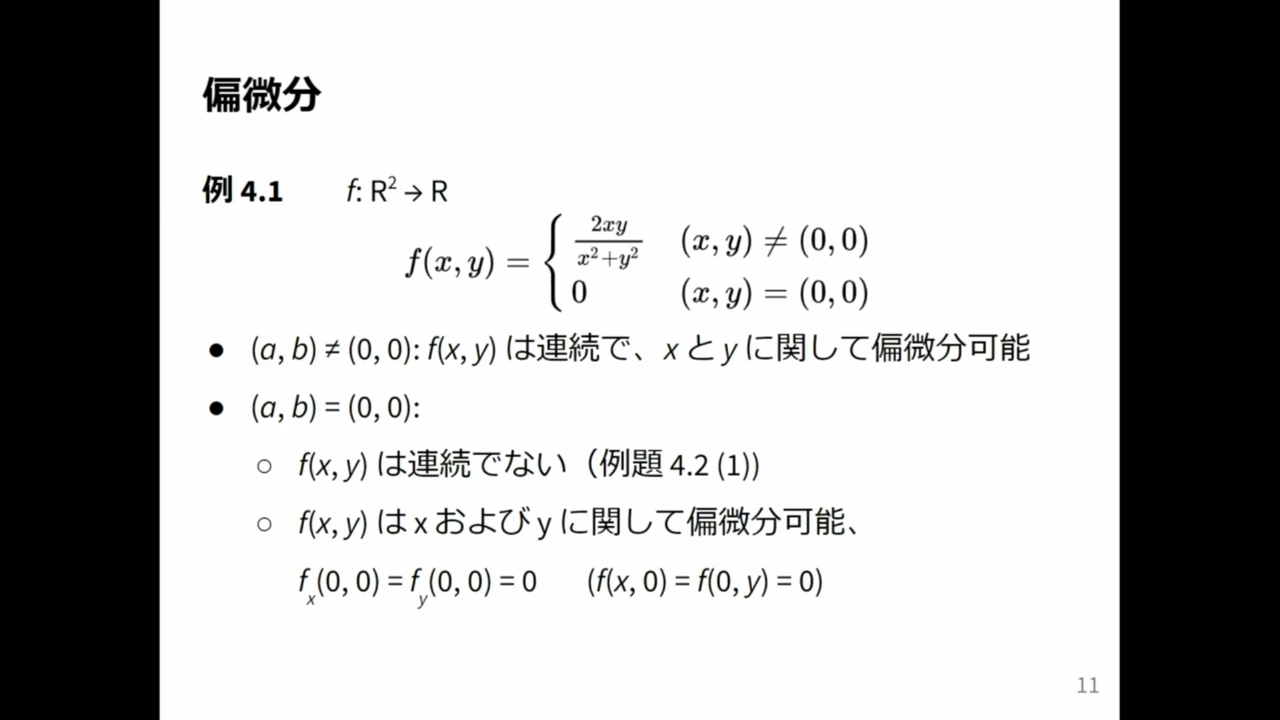 偏微分
例 4.1 f: R² → R
f(x, y) = { 2xy / x²+y² (x, y) ≠ (0, 0)
0 (x, y) = (0, 0)
● (a, b) ≠ (0, 0): f(x, y) は連続で、x と y に関して偏微分可能
● (a, b) = (0, 0):
○ f(x, y) は連続でない（例題 4.2 (1))
○ f(x, y) は x および y に関して偏微分可能、
fₓ(0, 0) = f_y(0, 0) = 0 (f(x, 0) = f(0, y) = 0)
11